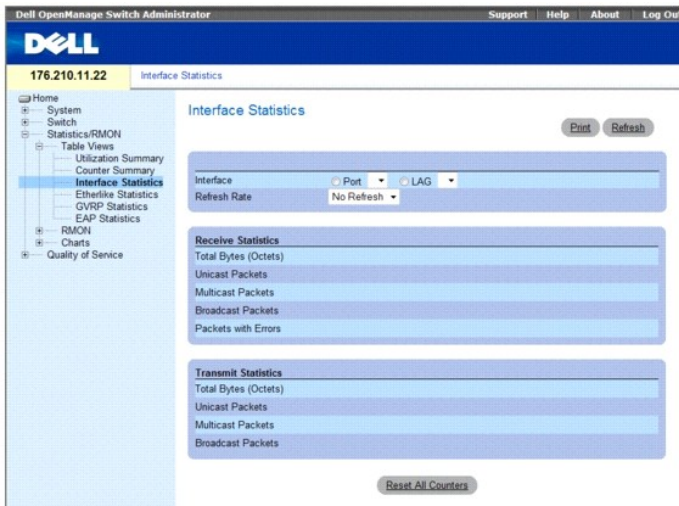 Dell OpenManage Switch Administrator
Support Help About Log Ou
DELL
176.210.11.22
Interface Statistics
Home
System
Switch
Statistics/RMON
Table Views
Utilization Summary
Counter Summary
Interface Statistics
Etherlike Statistics
GVRP Statistics
EAP Statistics
RMON
Charts
Quality of Service
Interface Statistics
Print Refresh
Interface Port LAG
Refresh Rate No Refresh
Receive Statistics
Total Bytes (Octets)
Unicast Packets
Multicast Packets
Broadcast Packets
Packets with Errors
Transmit Statistics
Total Bytes (Octets)
Unicast Packets
Multicast Packets
Broadcast Packets
Reset All Counters